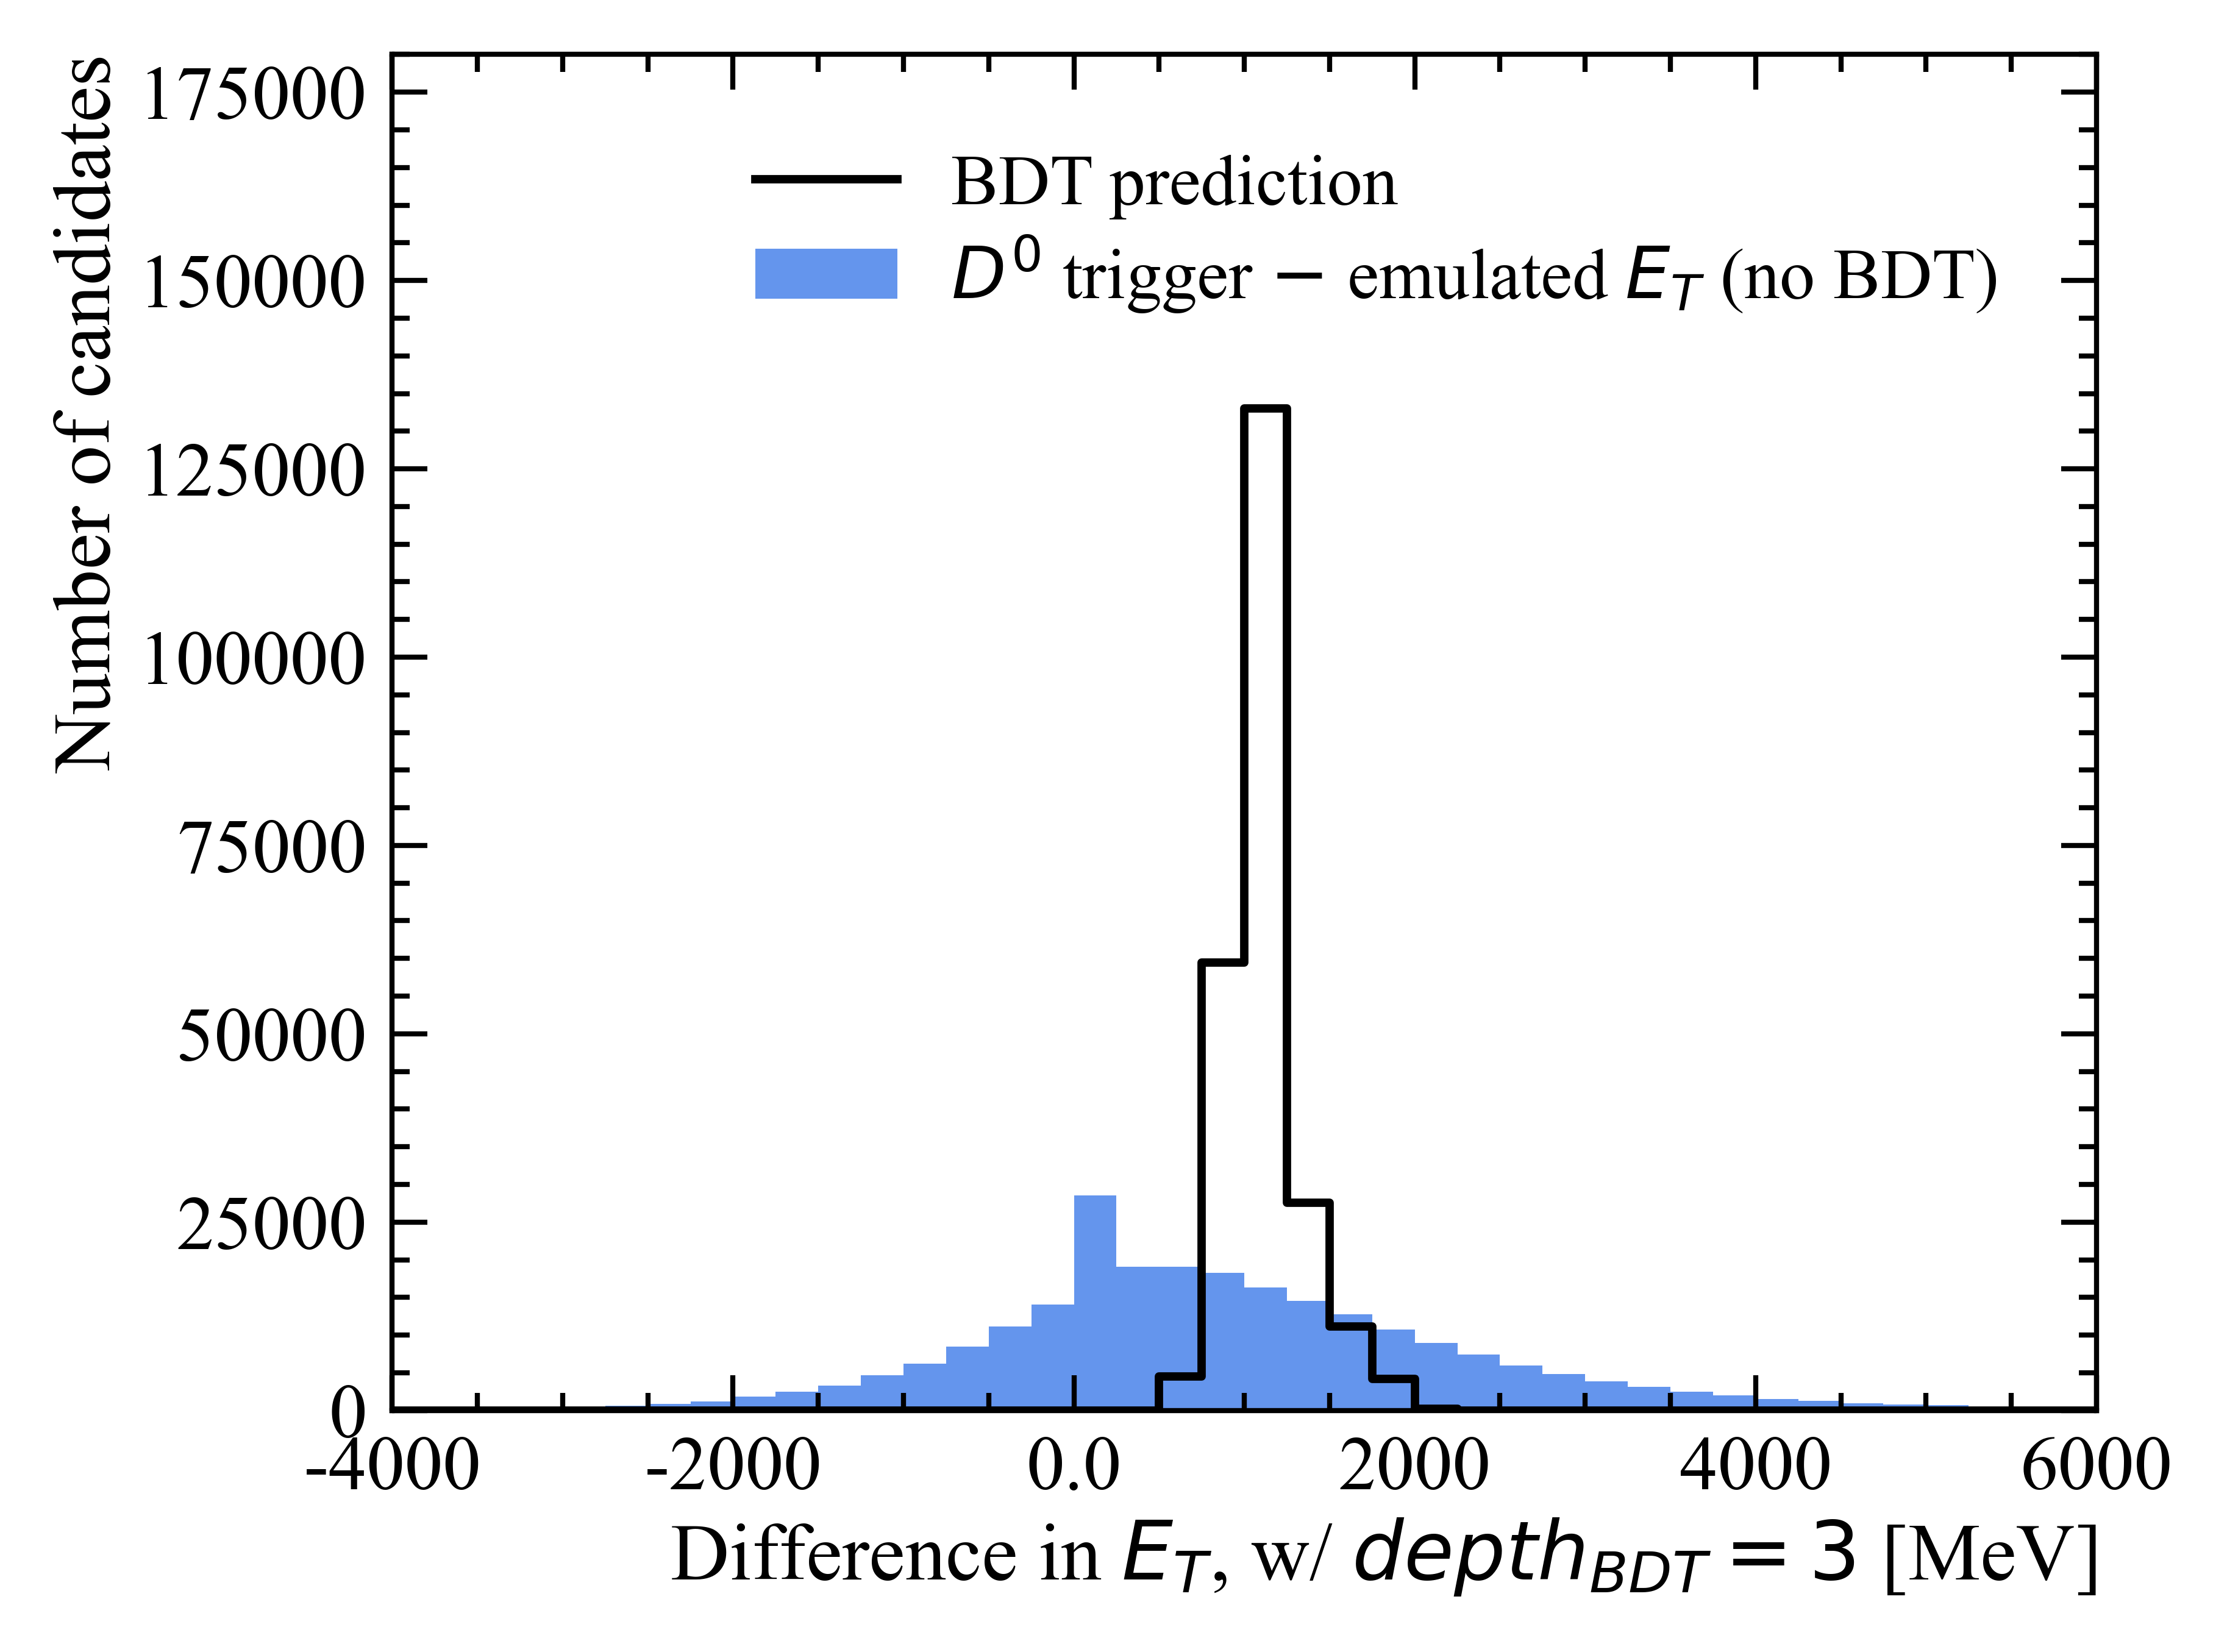 Number of candidates
175000
150000
125000
100000
75000
50000
25000
0
BDT prediction
D⁰ trigger − emulated E_T (no BDT)
-4000 -2000 0.0 2000 4000 6000
Difference in E_T, w/ depth_BDT = 3 [MeV]